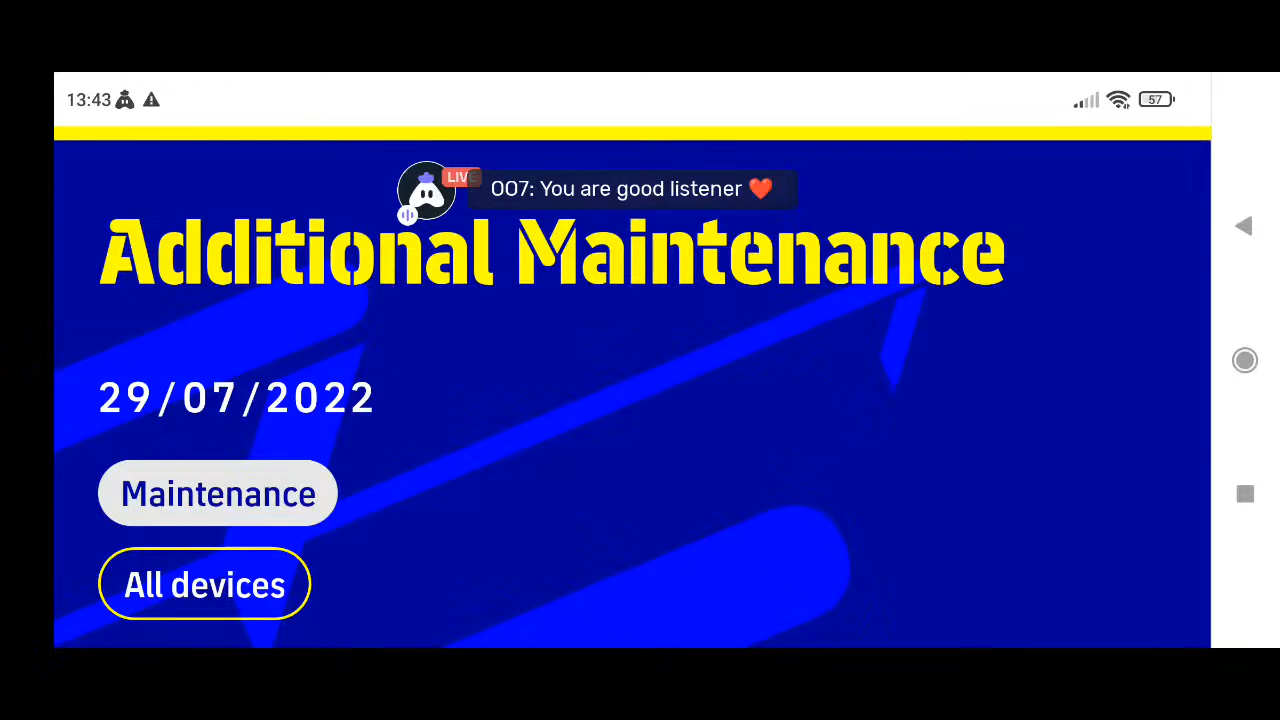 13:43
57
LIVE
007: You are good listener ❤️
Additional Maintenance
29/07/2022
Maintenance
All devices